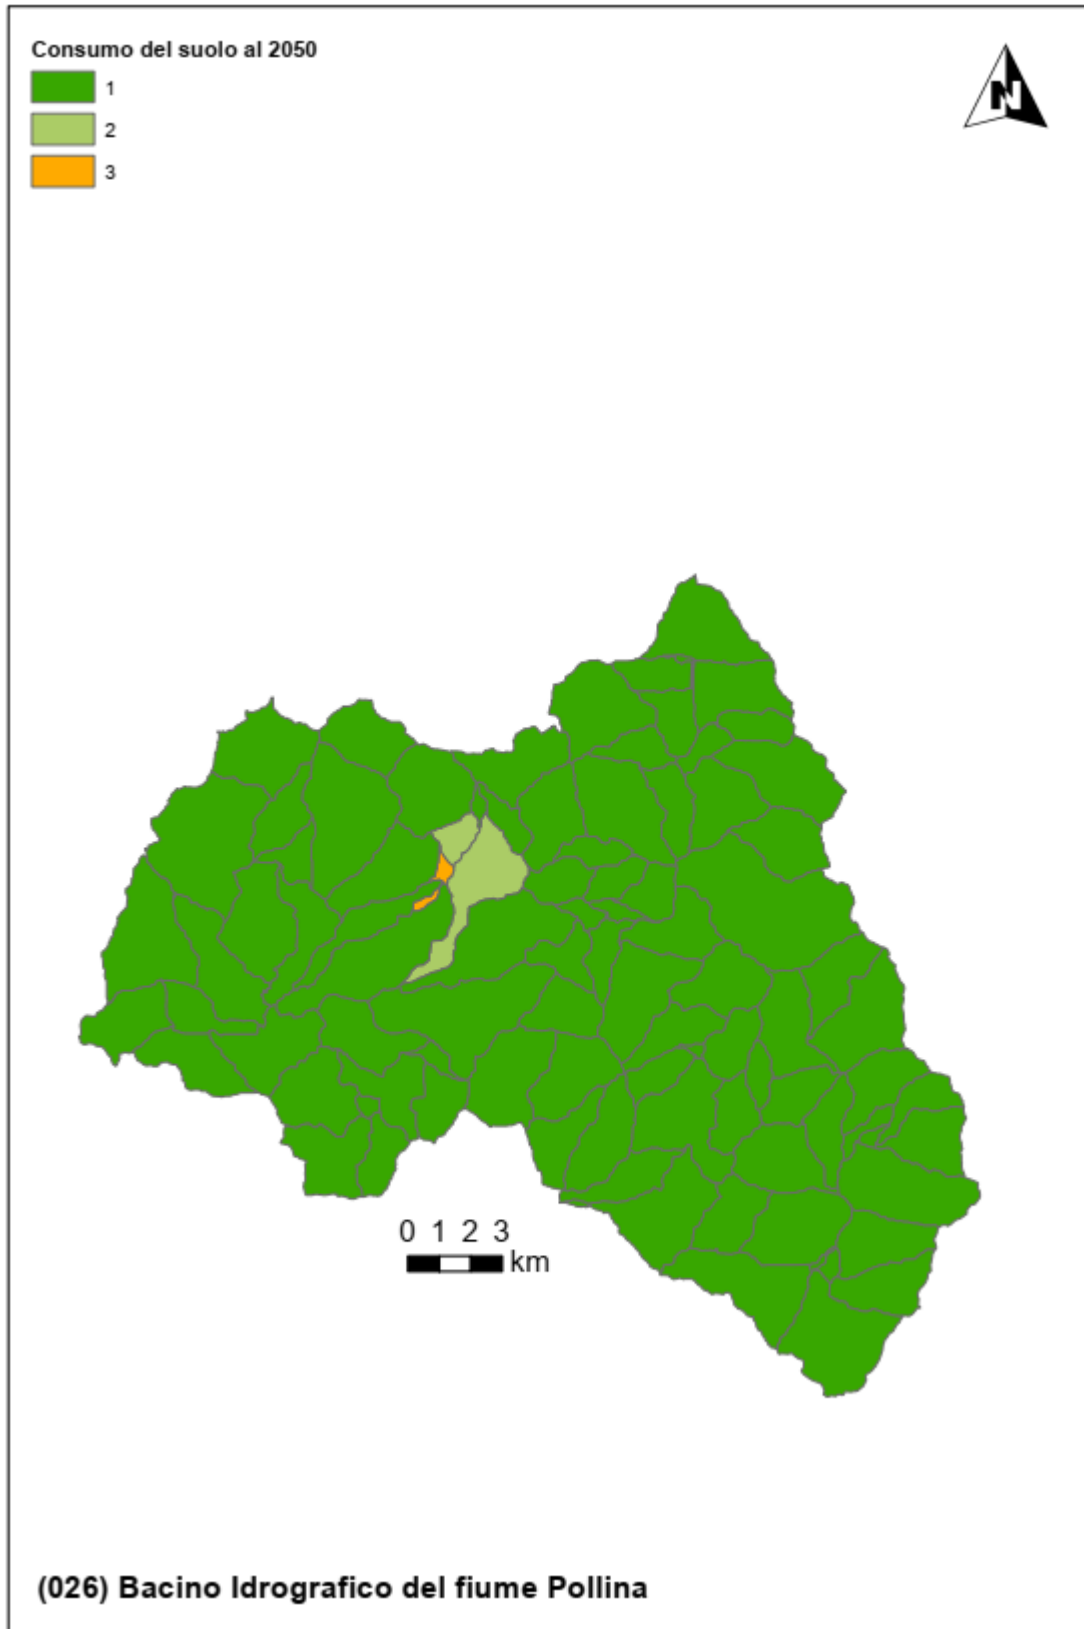 Consumo del suolo al 2050
1
2
3
N
0 1 2 3
km
(026) Bacino Idrografico del fiume Pollina